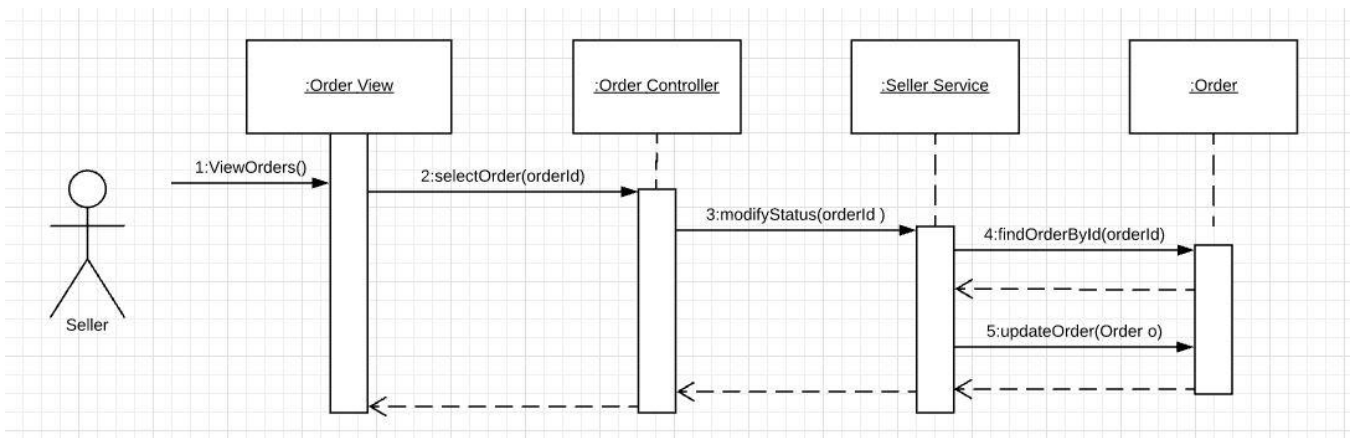 :Order View
:Order Controller
:Seller Service
:Order
1:ViewOrders()
2:selectOrder(orderId)
3:modifyStatus(orderId )
4:findOrderById(orderId)
5:updateOrder(Order o)
Seller